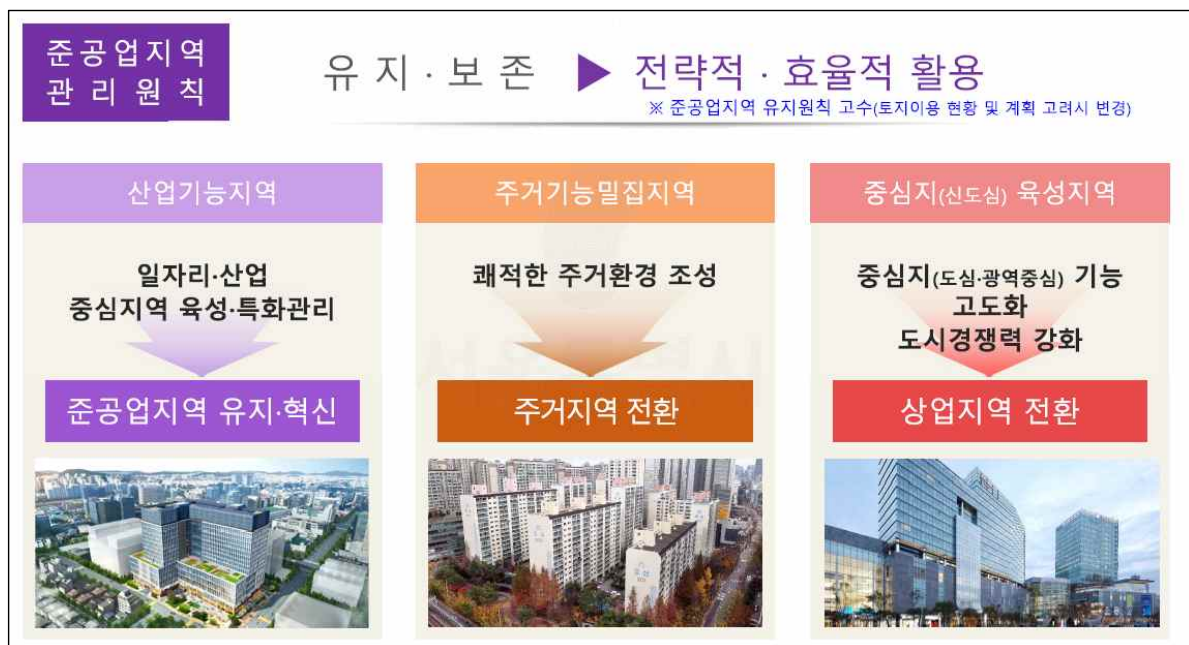 준공업지역
관리원칙
유지·보존 ▶ 전략적·효율적 활용
※ 준공업지역 유지원칙 고수(토지이용 현황 및 계획 고려시 변경)
산업기능지역
일자리·산업
중심지역 육성·특화관리
준공업지역 유지·혁신
주거기능밀집지역
쾌적한 주거환경 조성
주거지역 전환
중심지(신도심) 육성지역
중심지(도심·광역중심) 기능
고도화
도시경쟁력 강화
상업지역 전환